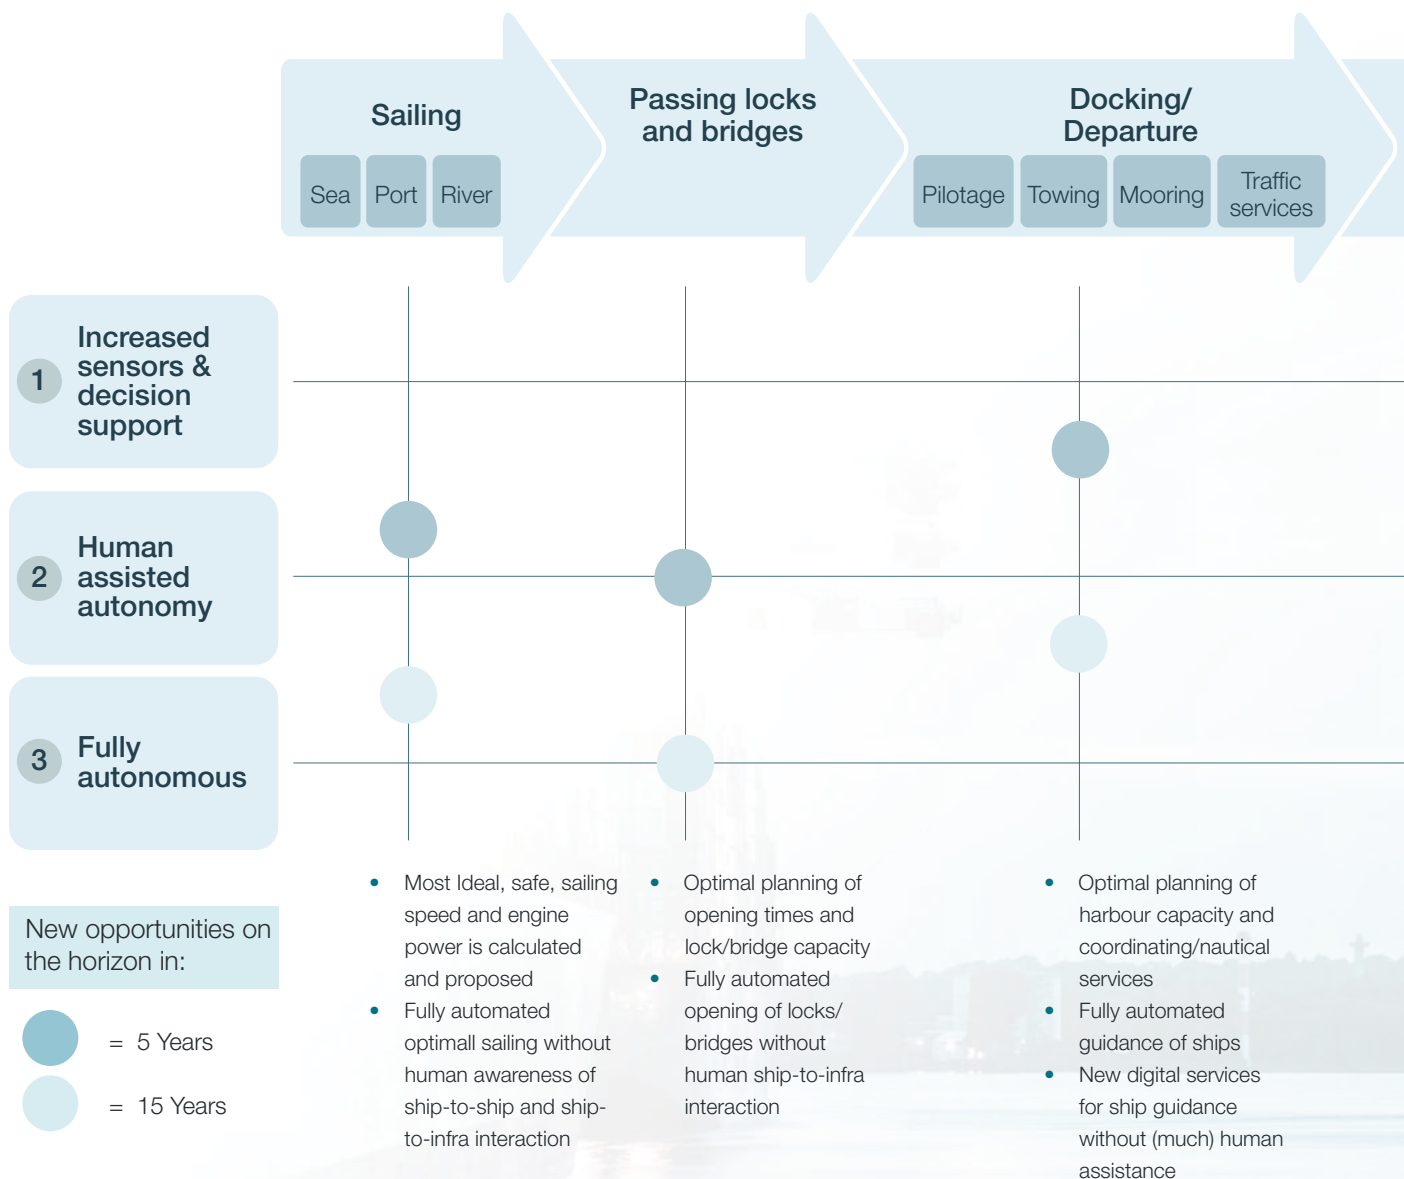 Sailing
Sea
Port
River
Passing locks
and bridges
Docking/
Departure
Pilotage
Towing
Mooring
Traffic
services
1
Increased
sensors &
decision
support
2
Human
assisted
autonomy
3
Fully
autonomous
New opportunities on
the horizon in:
= 5 Years
= 15 Years
• Most Ideal, safe, sailing
speed and engine
power is calculated
and proposed
• Fully automated
optimall sailing without
human awareness of
ship-to-ship and ship-
to-infra interaction
• Optimal planning of
opening times and
lock/bridge capacity
• Fully automated
opening of locks/
bridges without
human ship-to-infra
interaction
• Optimal planning of
harbour capacity and
coordinating/nautical
services
• Fully automated
guidance of ships
• New digital services
for ship guidance
without (much) human
assistance